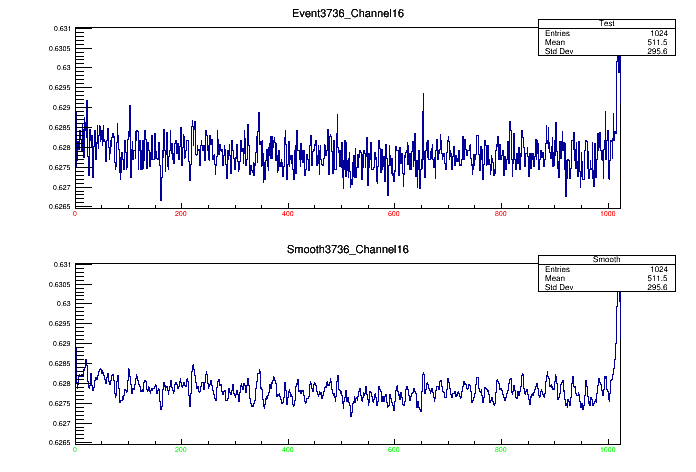 Event3736_Channel16
Test
Entries 1024
Mean 511.5
Std Dev 295.6
0.631
0.6305
0.63
0.6295
0.629
0.6285
0.628
0.6275
0.627
0.6265
0 200 400 600 800 1000
Smooth3736_Channel16
Smooth
Entries 1024
Mean 511.5
Std Dev 295.6
0.631
0.6305
0.63
0.6295
0.629
0.6285
0.628
0.6275
0.627
0.6265
0 200 400 600 800 1000